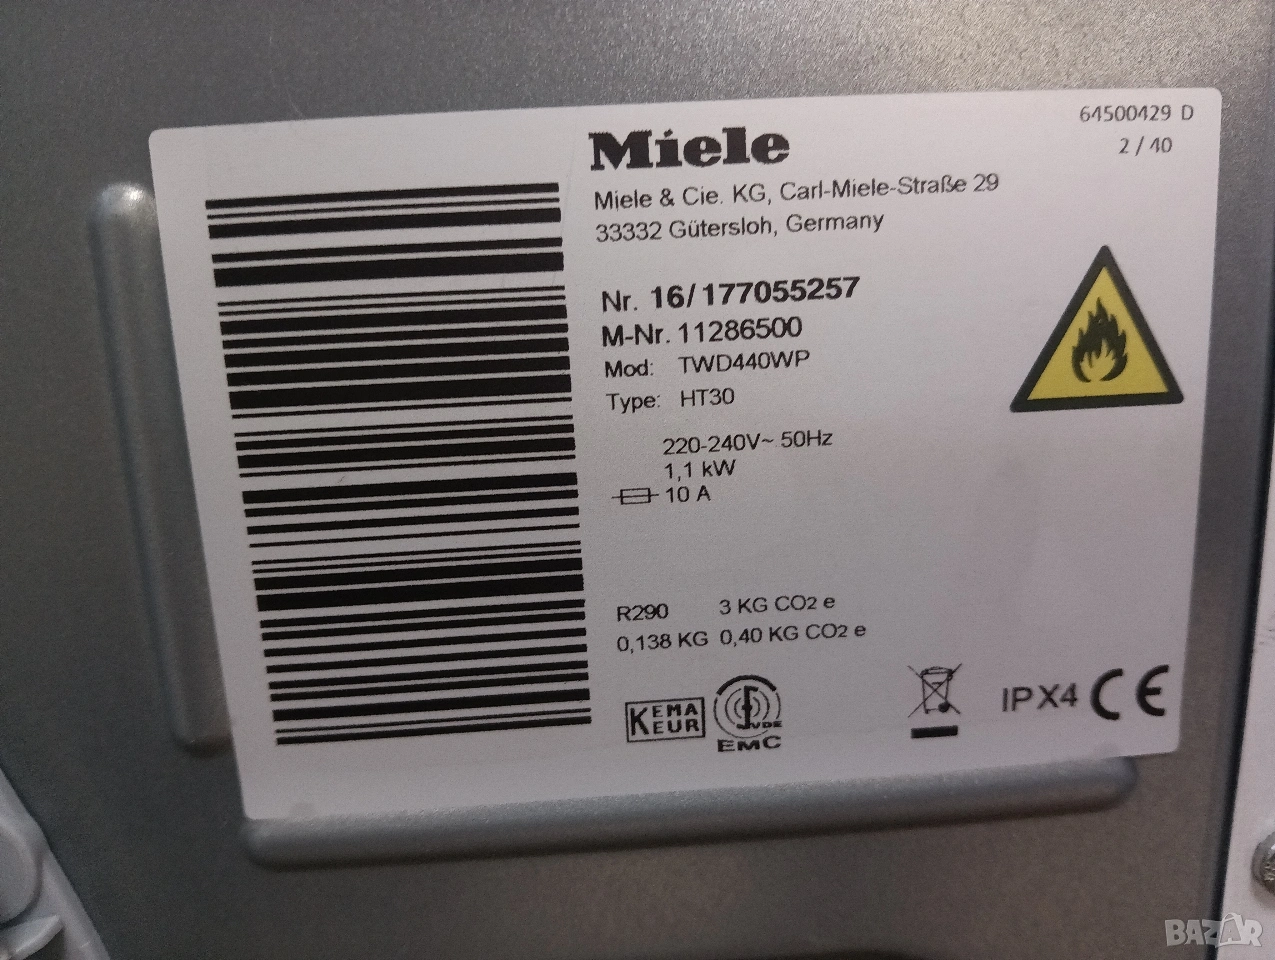 64500429 D
2 / 40
Miele
Miele & Cie. KG, Carl-Miele-Straße 29
33332 Gütersloh, Germany
Nr. 16/177055257
M-Nr. 11286500
Mod: TWD440WP
Type: HT30
220-240V~ 50Hz
1,1 kW
10 A
R290 3 KG CO2 e
0,138 KG 0,40 KG CO2 e
KEMA
KEUR
VDE
EMC
IPX4 CE
BAZAR